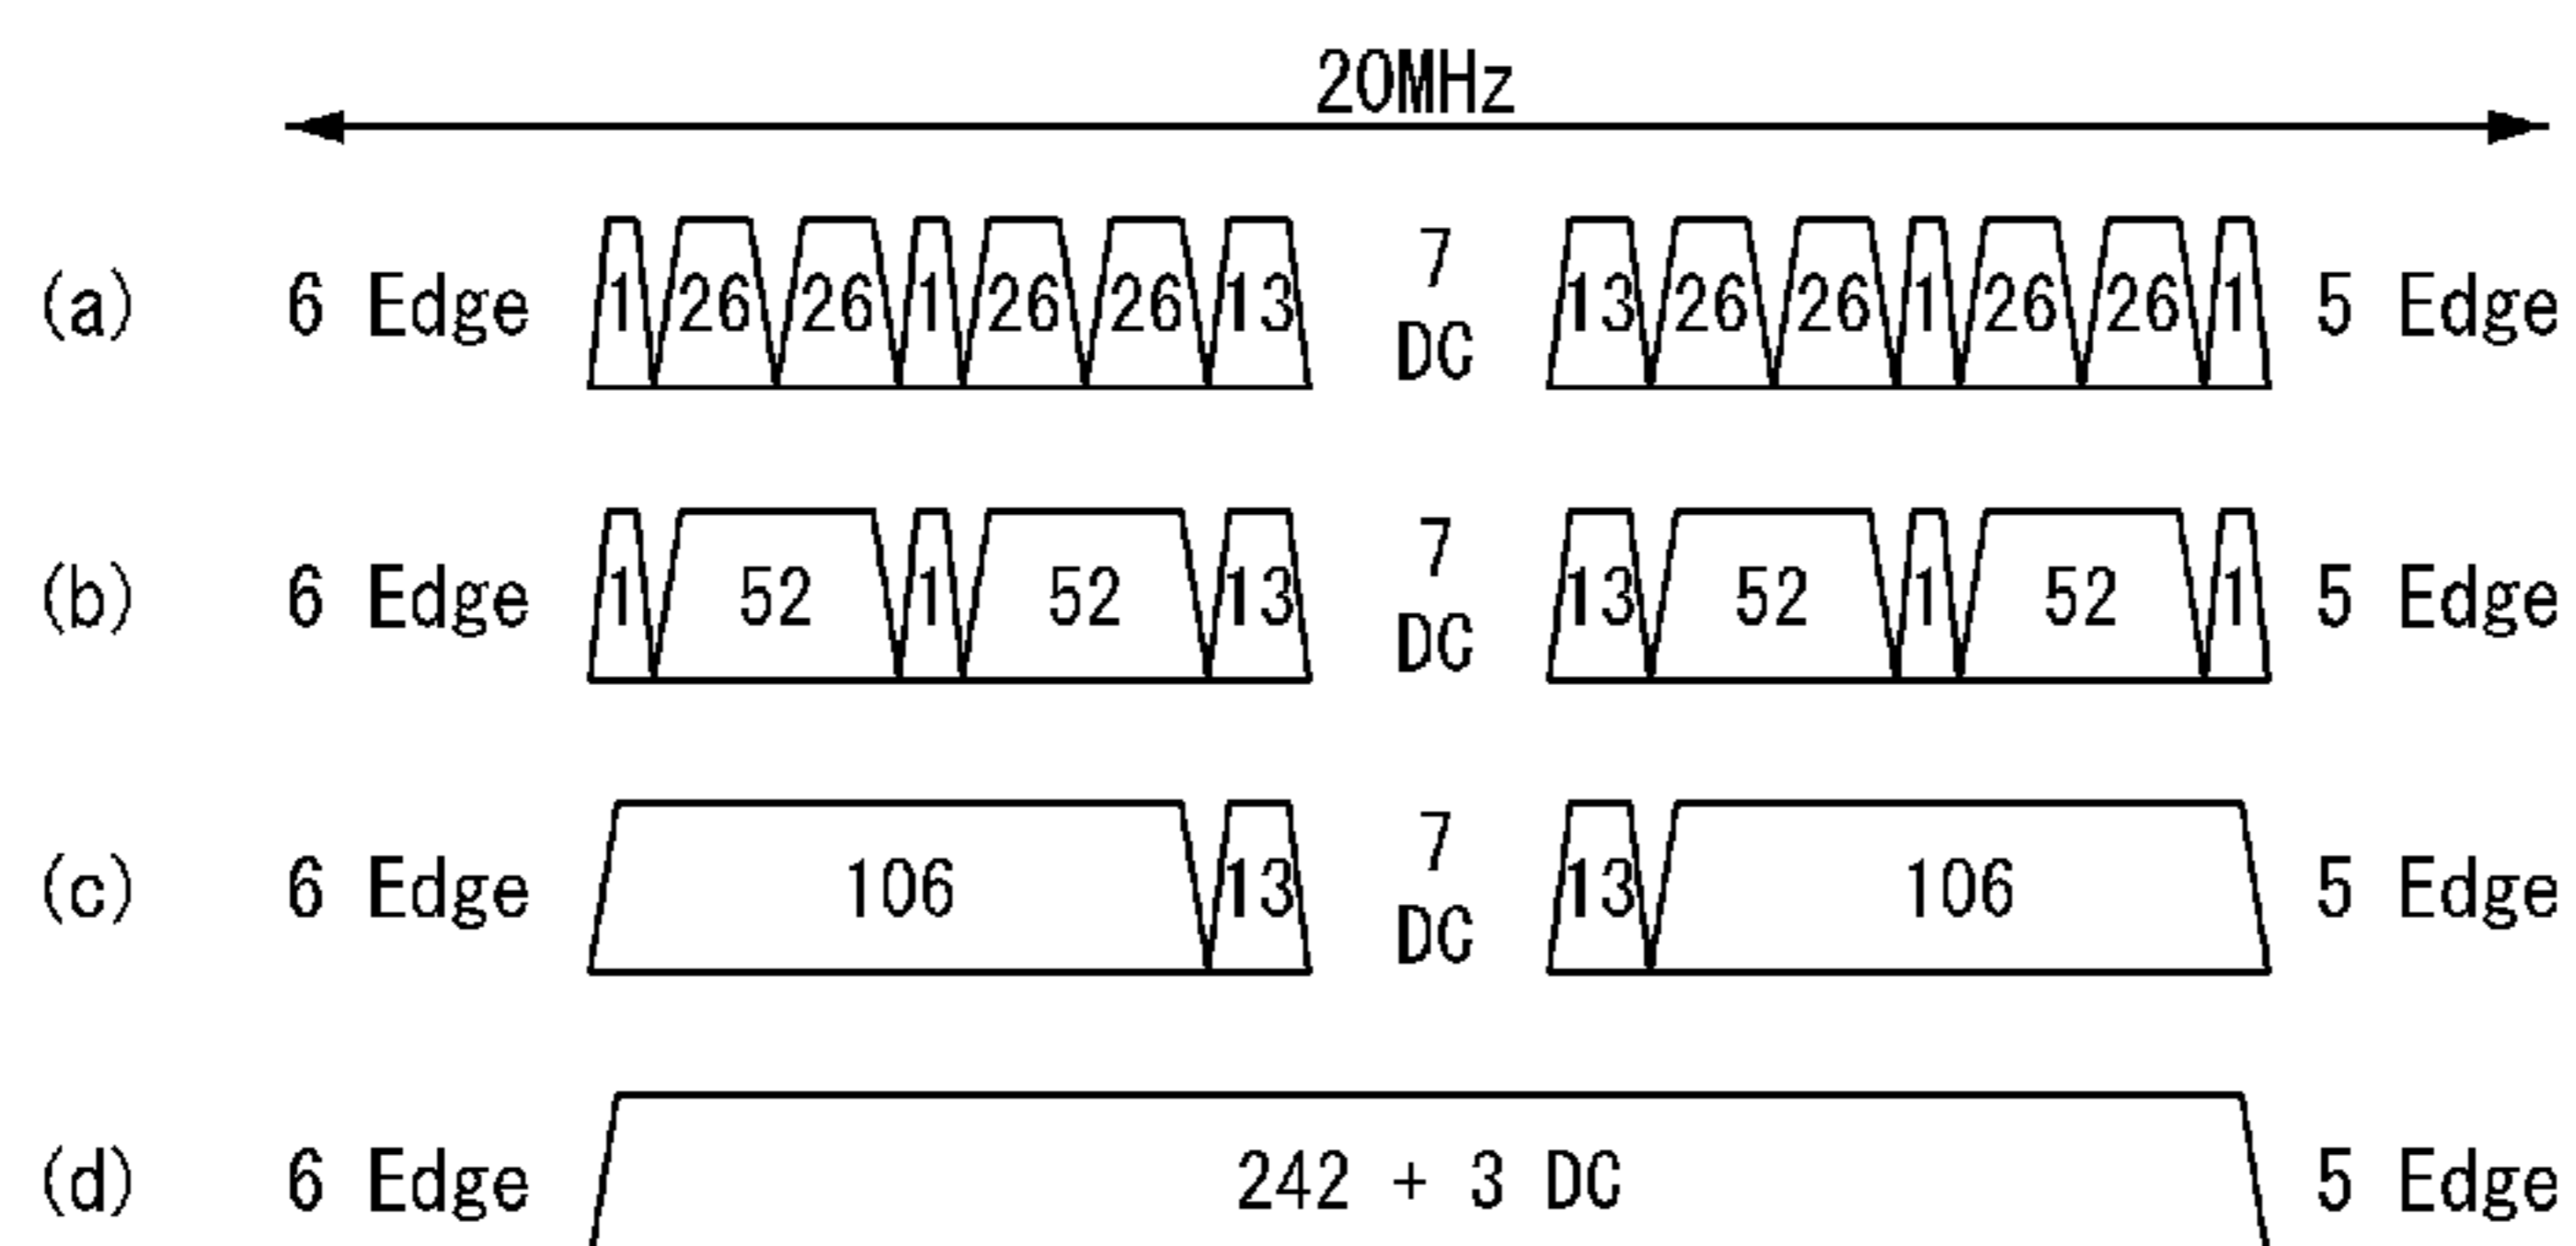 20MHz
(a) 6 Edge 1 26 26 1 26 26 13 7 DC 13 26 26 1 26 26 1 5 Edge
(b) 6 Edge 1 52 1 52 13 7 DC 13 52 1 52 1 5 Edge
(c) 6 Edge 106 13 7 DC 13 106 5 Edge
(d) 6 Edge 242 + 3 DC 5 Edge